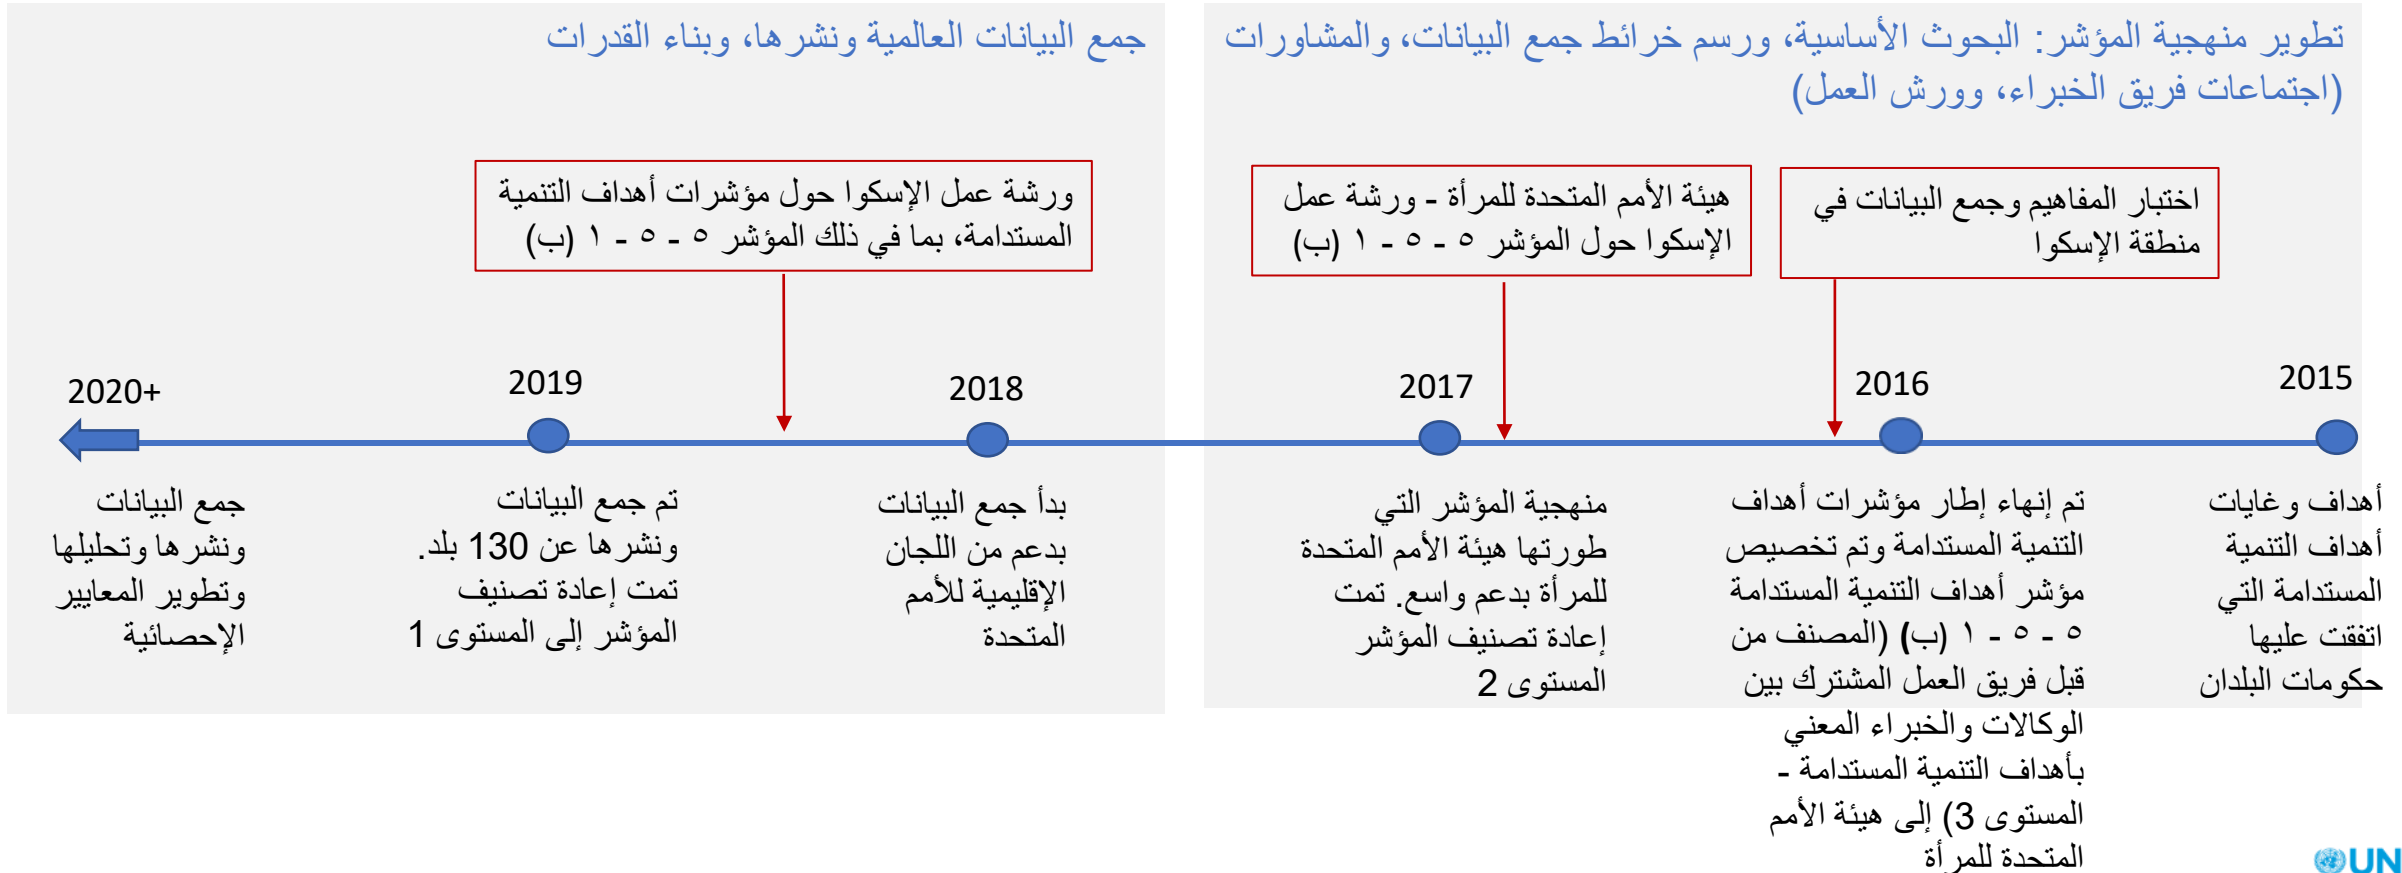 تطوير منهجية المؤشر: البحوث الأساسية، ورسم خرائط جمع البيانات، والمشاورات
(اجتماعات فريق الخبراء، وورش العمل)
جمع البيانات العالمية ونشرها، وبناء القدرات
اختبار المفاهيم وجمع البيانات في
منطقة الإسكوا
هيئة الأمم المتحدة للمرأة - ورشة عمل
الإسكوا حول المؤشر ٥ - ٥ - ١ (ب)
ورشة عمل الإسكوا حول مؤشرات أهداف التنمية
المستدامة، بما في ذلك المؤشر ٥ - ٥ - ١ (ب)
2015
أهداف وغايات
أهداف التنمية
المستدامة التي
اتفقت عليها
حكومات البلدان
2016
تم إنهاء إطار مؤشرات أهداف
التنمية المستدامة وتم تخصيص
مؤشر أهداف التنمية المستدامة
٥ - ٥ - ١ (ب) (المصنف من
قبل فريق العمل المشترك بين
الوكالات والخبراء المعني
بأهداف التنمية المستدامة -
المستوى 3) إلى هيئة الأمم
المتحدة للمرأة
2017
منهجية المؤشر التي
طورتها هيئة الأمم المتحدة
للمرأة بدعم واسع. تمت
إعادة تصنيف المؤشر
المستوى 2
2018
بدأ جمع البيانات
بدعم من اللجان
الإقليمية للأمم
المتحدة
2019
تم جمع البيانات
ونشرها عن 130 بلد.
تمت إعادة تصنيف
المؤشر إلى المستوى 1
2020+
جمع البيانات
ونشرها وتحليلها
وتطوير المعايير
الإحصائية
UN